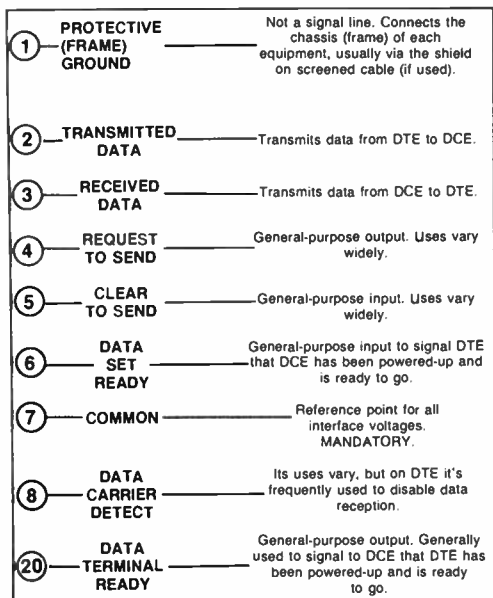 1
PROTECTIVE
(FRAME)
GROUND
Not a signal line. Connects the
chassis (frame) of each
equipment, usually via the shield
on screened cable (if used).
2
TRANSMITTED
DATA
Transmits data from DTE to DCE.
3
RECEIVED
DATA
Transmits data from DCE to DTE.
4
REQUEST
TO SEND
General-purpose output. Uses vary
widely.
5
CLEAR
TO SEND
General-purpose input. Uses vary
widely.
6
DATA
SET
READY
General-purpose input to signal DTE
that DCE has been powered-up and
is ready to go.
7
COMMON
Reference point for all
interface voltages.
MANDATORY.
8
DATA
CARRIER
DETECT
Its uses vary, but on DTE it's
frequently used to disable data
reception.
20
DATA
TERMINAL
READY
General-purpose output. Generally
used to signal to DCE that DTE has
been powered-up and is ready
to go.